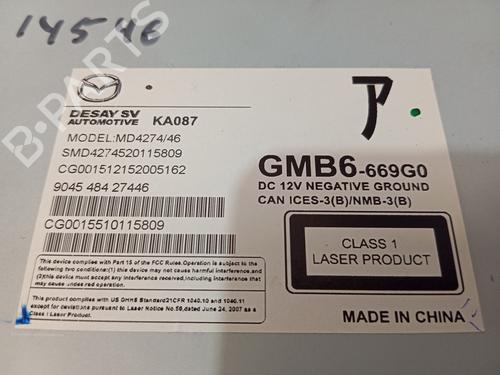 14546
B-PARTS
DESAY SV
AUTOMOTIVE KA087
MODEL:MD4274/46
SMD4274520115809
CG001512152005162
9045 484 27446
CG0015510115809
ア
GMB6-669G0
DC 12V NEGATIVE GROUND
CAN ICES-3(B)/NMB-3(B)
CLASS 1
LASER PRODUCT
This device complies with Part 15 of the FCC Rules.Operation is subject to the
following two conditions:(1) this device may not cause harmful interference,and
(2)this device must accept any interference received,including interference
that may cause undesired operation.
This product complies with US DHHS Standard21CFR 1040.10 and 1040.11
except for deviations pursuant to Laser Notice No.50,dated June 24, 2007 as a
Class I Laser Product.
MADE IN CHINA